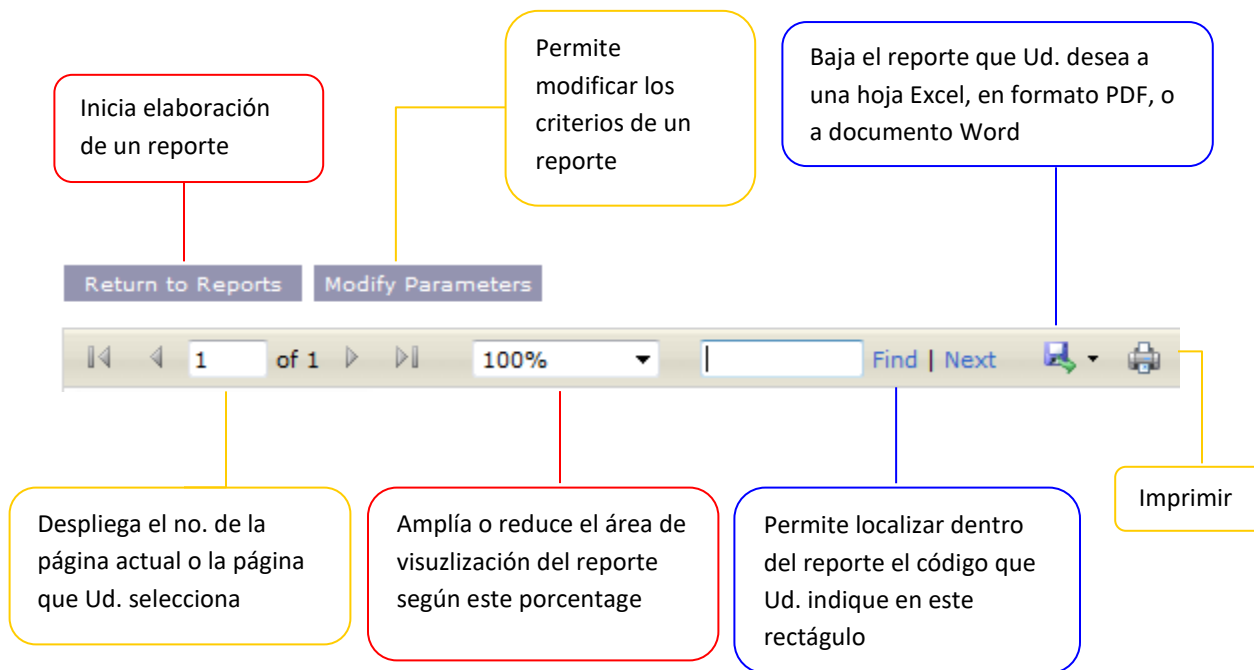 Permite
modificar los
criterios de un
reporte
Baja el reporte que Ud. desea a
una hoja Excel, en formato PDF, o
a documento Word
Inicia elaboración
de un reporte
Return to Reports
Modify Parameters
1 of 1
100%
Find | Next
Imprimir
Despliega el no. de la
página actual o la página
que Ud. selecciona
Amplía o reduce el área de
visuzlización del reporte
según este porcentage
Permite localizar dentro
del reporte el código que
Ud. indique en este
rectágulo